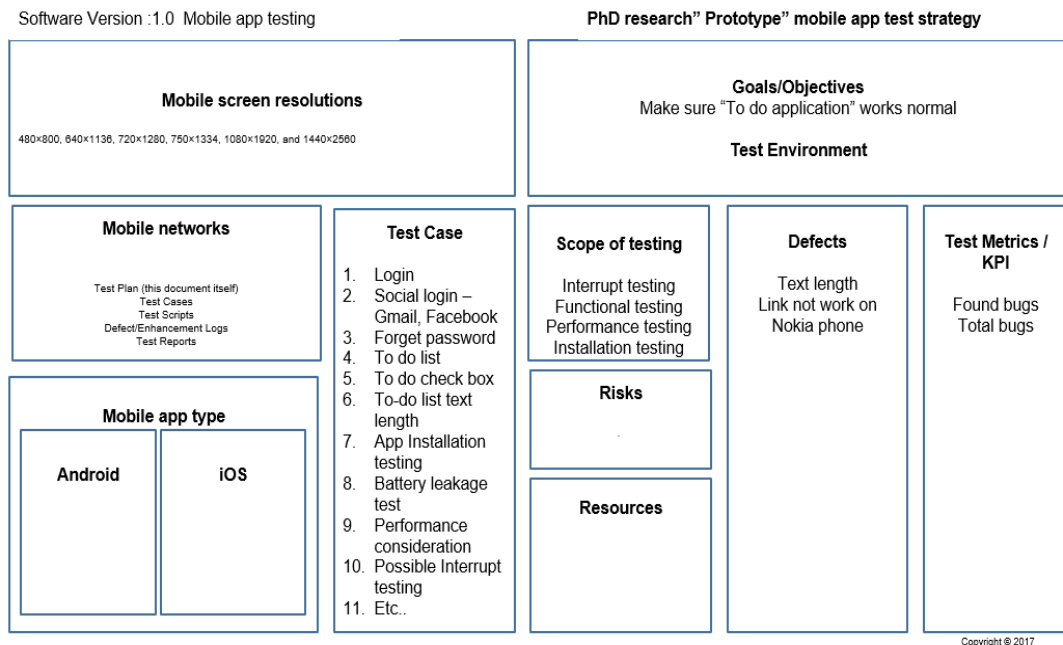 Software Version :1.0 Mobile app testing
PhD research” Prototype” mobile app test strategy
Mobile screen resolutions
480×800, 640×1136, 720×1280, 750×1334, 1080×1920, and 1440×2560
Goals/Objectives
Make sure “To do application” works normal
Test Environment
Mobile networks
Test Plan (this document itself)
Test Cases
Test Scripts
Defect/Enhancement Logs
Test Reports
Mobile app type
Android
iOS
Test Case
1. Login
2. Social login –
Gmail, Facebook
3. Forget password
4. To do list
5. To do check box
6. To-do list text
length
7. App Installation
testing
8. Battery leakage
test
9. Performance
consideration
10. Possible Interrupt
testing
11. Etc..
Scope of testing
Interrupt testing
Functional testing
Performance testing
Installation testing
Risks
.
Resources
Defects
Text length
Link not work on
Nokia phone
Test Metrics /
KPI
Found bugs
Total bugs
Copyright © 2017